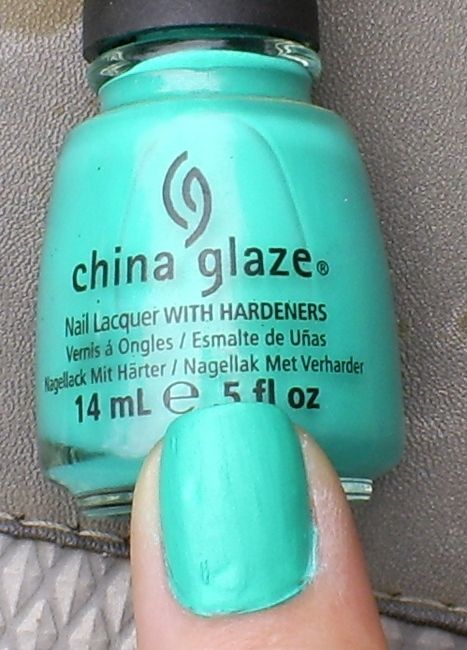 china glaze®
Nail Lacquer WITH HARDENERS
Vernis á Ongles / Esmalte de Uñas
Nagellack Mit Härter / Nagellak Met Verharder
14 mL ℮ .5 fl oz